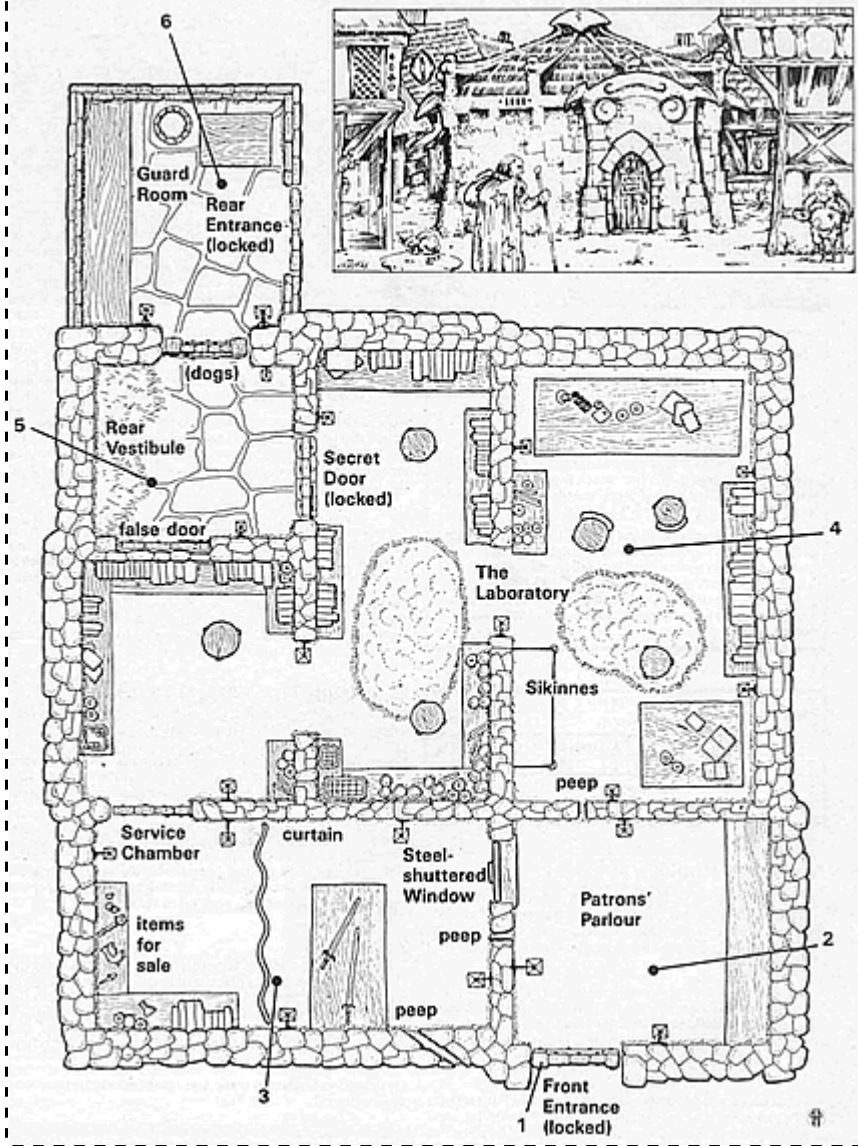 6
Guard
Room
Rear
Entrance
(locked)
(dogs)
5
Rear
Vestibule
Secret
Door
(locked)
false door
4
The
Laboratory
Sikinnes
peep
Service
Chamber
curtain
Steel-
shuttered
Window
Patrons'
Parlour
items
for
sale
peep
2
peep
3
1
Front
Entrance
(locked)